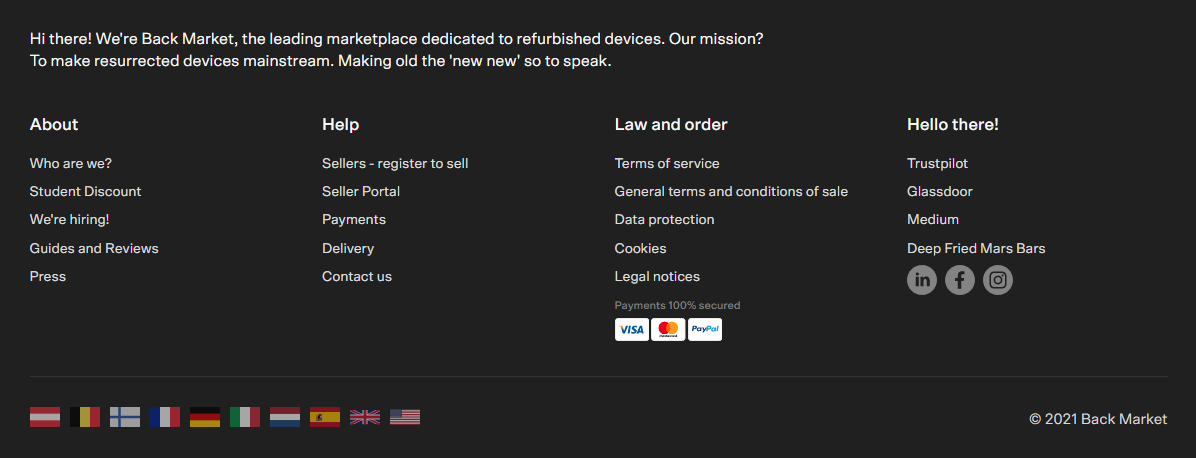 Hi there! We're Back Market, the leading marketplace dedicated to refurbished devices. Our mission?
To make resurrected devices mainstream. Making old the 'new new' so to speak.
About
Who are we?
Student Discount
We're hiring!
Guides and Reviews
Press
Help
Sellers - register to sell
Seller Portal
Payments
Delivery
Contact us
Law and order
Terms of service
General terms and conditions of sale
Data protection
Cookies
Legal notices
Payments 100% secured
VISA
PayPal
Hello there!
Trustpilot
Glassdoor
Medium
Deep Fried Mars Bars
in
© 2021 Back Market